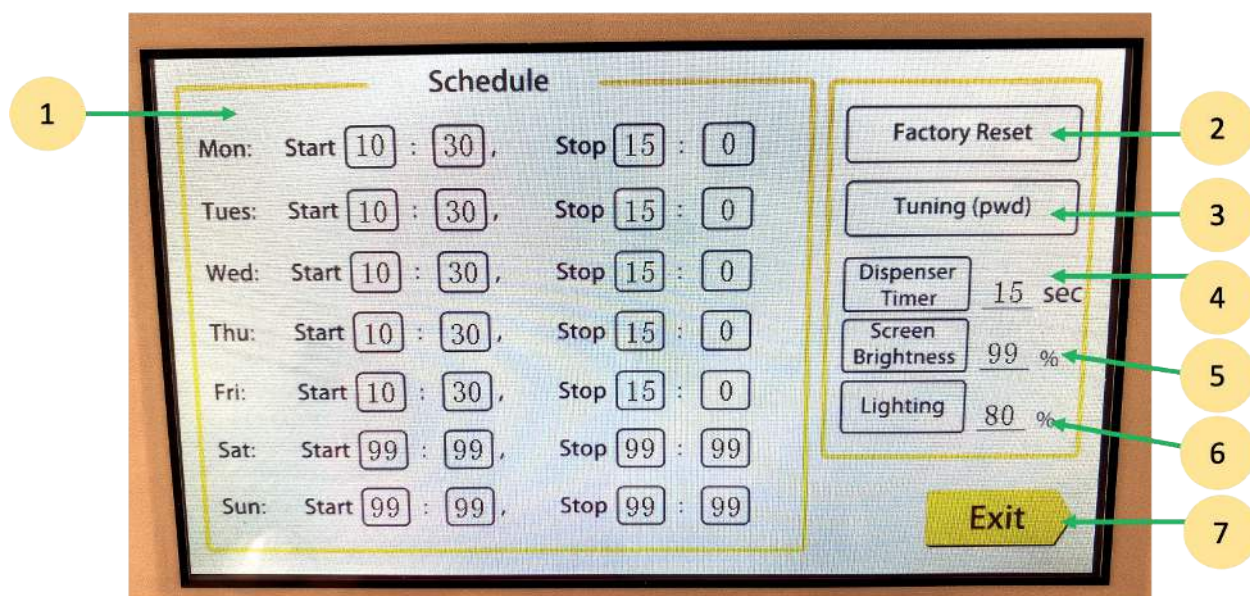 Schedule
Mon: Start 10 : 30, Stop 15 : 0
Tues: Start 10 : 30, Stop 15 : 0
Wed: Start 10 : 30, Stop 15 : 0
Thu: Start 10 : 30, Stop 15 : 0
Fri: Start 10 : 30, Stop 15 : 0
Sat: Start 99 : 99, Stop 99 : 99
Sun: Start 99 : 99, Stop 99 : 99
Factory Reset
Tuning (pwd)
Dispenser
Timer 15 sec
Screen
Brightness 99 %
Lighting 80 %
Exit
1
2
3
4
5
6
7